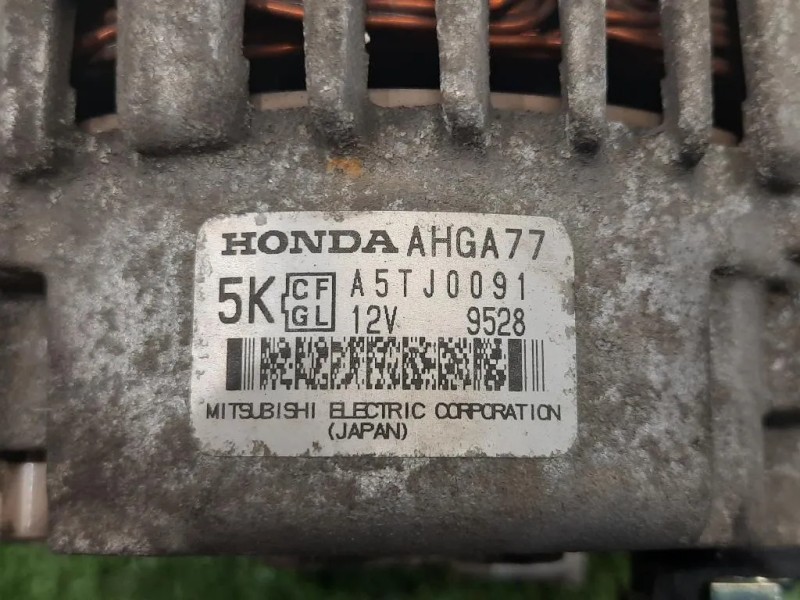 HONDA AHGA77
5K CF GL A5TJ0091
12V 9528
MITSUBISHI ELECTRIC CORPORATION
(JAPAN)